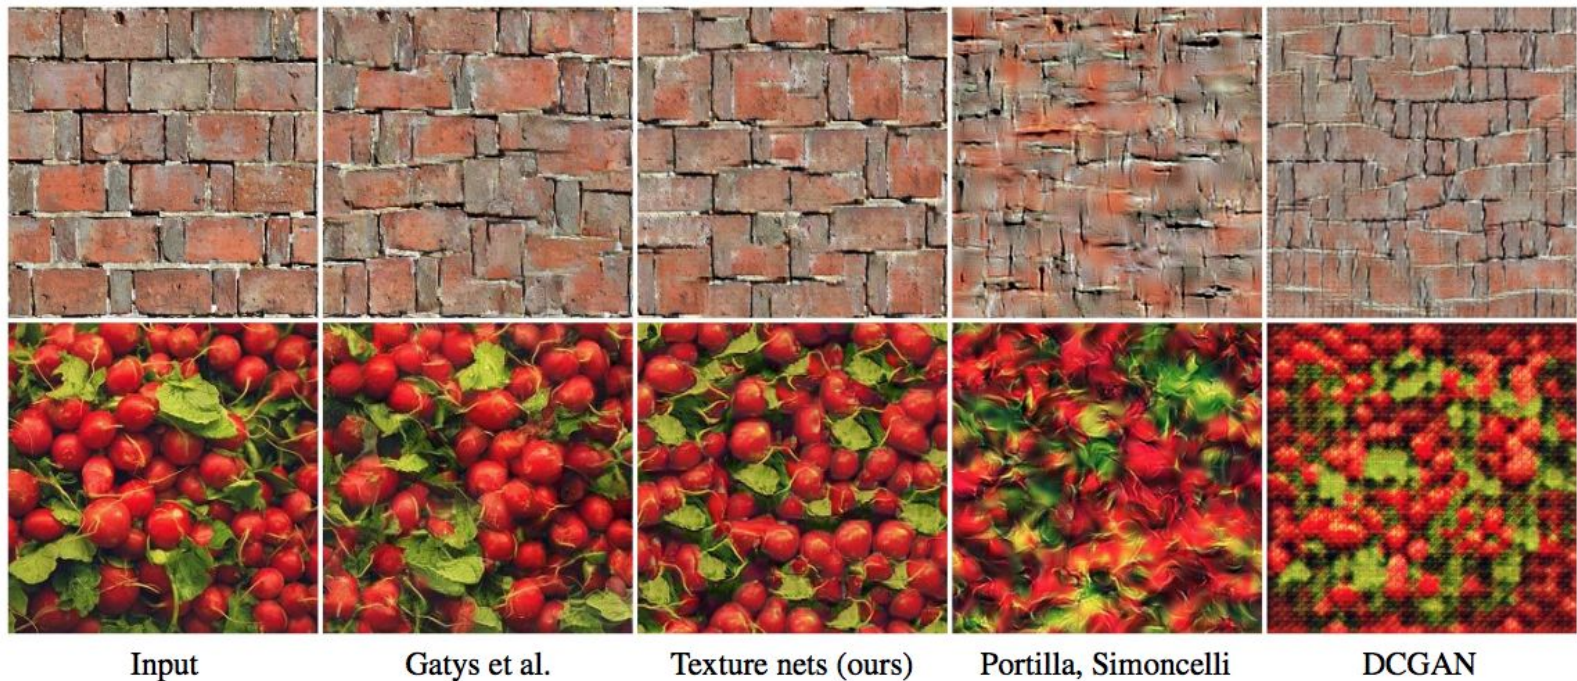 Input
Gatys et al.
Texture nets (ours)
Portilla, Simoncelli
DCGAN